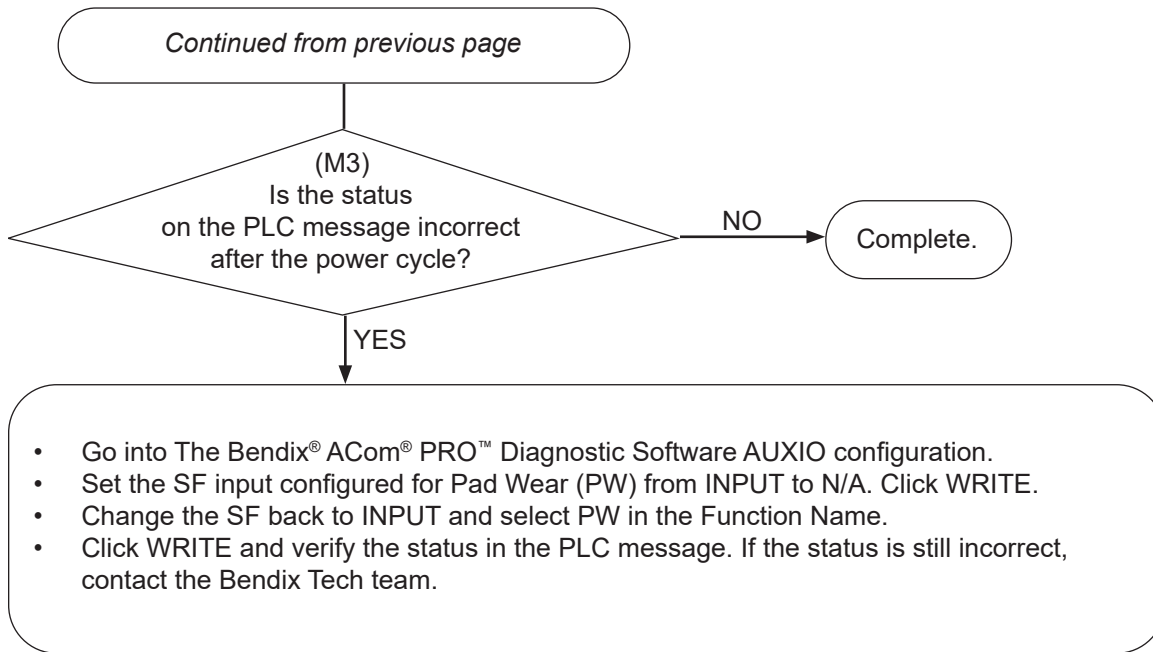 Continued from previous page
(M3)
Is the status
on the PLC message incorrect
after the power cycle?
NO
Complete.
YES
• Go into The Bendix® ACom® PRO™ Diagnostic Software AUXIO configuration.
• Set the SF input configured for Pad Wear (PW) from INPUT to N/A. Click WRITE.
• Change the SF back to INPUT and select PW in the Function Name.
• Click WRITE and verify the status in the PLC message. If the status is still incorrect,
contact the Bendix Tech team.